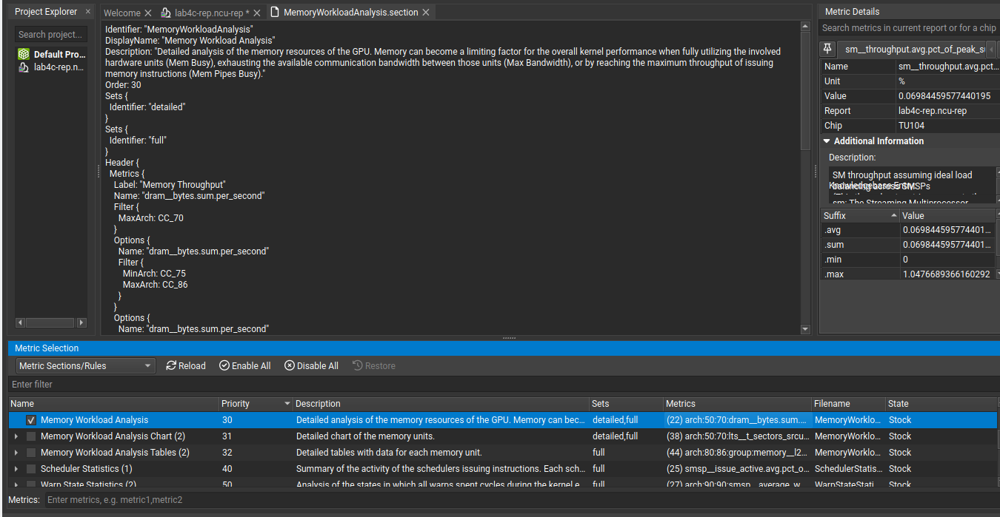 Project Explorer
Search project...
Default Pro...
lab4c-rep.n...
Welcome
lab4c-rep.ncu-rep *
MemoryWorkloadAnalysis.section
Identifier: "MemoryWorkloadAnalysis"
DisplayName: "Memory Workload Analysis"
Description: "Detailed analysis of the memory resources of the GPU. Memory can become a limiting factor for the overall kernel performance when fully utilizing the involved
hardware units (Mem Busy), exhausting the available communication bandwidth between those units (Max Bandwidth), or by reaching the maximum throughput of issuing
memory instructions (Mem Pipes Busy)."
Order: 30
Sets {
Identifier: "detailed"
}
Sets {
Identifier: "full"
}
Header {
Metrics {
Label: "Memory Throughput"
Name: "dram__bytes.sum.per_second"
Filter {
MaxArch: CC_70
}
Options {
Name: "dram__bytes.sum.per_second"
Filter {
MinArch: CC_75
MaxArch: CC_86
}
}
Options {
Name: "dram__bytes.sum.per_second"
Metric Details
Search metrics in current report or for a chip
sm__throughput.avg.pct_of_peak_s
Name sm__throughput.avg.pct...
Unit %
Value 0.06984459577440195
Report lab4c-rep.ncu-rep
Chip TU104
Additional Information
Description:
SM throughput assuming ideal load
balancing across SMSPs
sm: The Streaming Multiprocessor
Suffix Value
.avg 0.069844595774401...
.sum 0.069844595774401...
.min 0
.max 1.0476689366160292
Metric Selection
Metric Sections/Rules Reload Enable All Disable All Restore
Enter filter
Name Priority Description Sets Metrics Filename State
Memory Workload Analysis 30 Detailed analysis of the memory resources of the GPU. Memory can bec... detailed,full (22) arch:50:70:dram__bytes.sum.... MemoryWorklo... Stock
Memory Workload Analysis Chart (2) 31 Detailed chart of the memory units. detailed,full (38) arch:50:70:lts__t_sectors_srcu... MemoryWorklo... Stock
Memory Workload Analysis Tables (2) 32 Detailed tables with data for each memory unit. full (44) arch:80:86:group:memory__l2... MemoryWorklo... Stock
Scheduler Statistics (1) 40 Summary of the activity of the schedulers issuing instructions. Each sch... full (25) smsp__issue_active.avg.pct_o... SchedulerStatis... Stock
Warp State Statistics (2) 50 Analysis of the states in which all warps spent cycles during the kernel e... full (27) arch:90:90:smsp__average_w... WarpStateStati... Stock
Metrics: Enter metrics, e.g. metric1,metric2